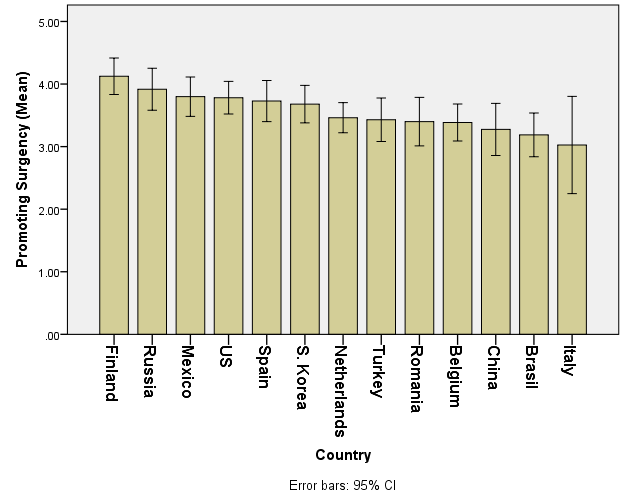 Promoting Surgency (Mean)
5.00
4.00
3.00
2.00
1.00
.00
Finland
Russia
Mexico
US
Spain
S. Korea
Netherlands
Turkey
Romania
Belgium
China
Brasil
Italy
Country
Error bars: 95% CI